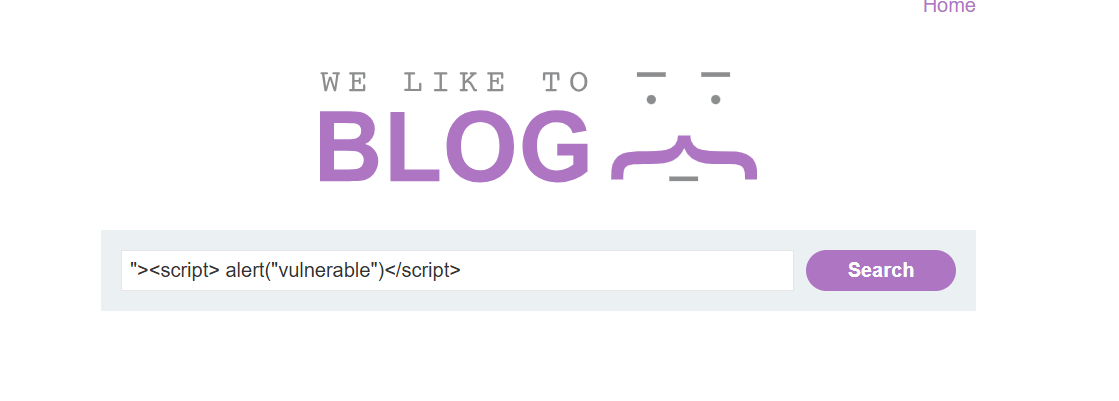 Home
WE LIKE TO
BLOG
"><script> alert("vulnerable")</script>
Search